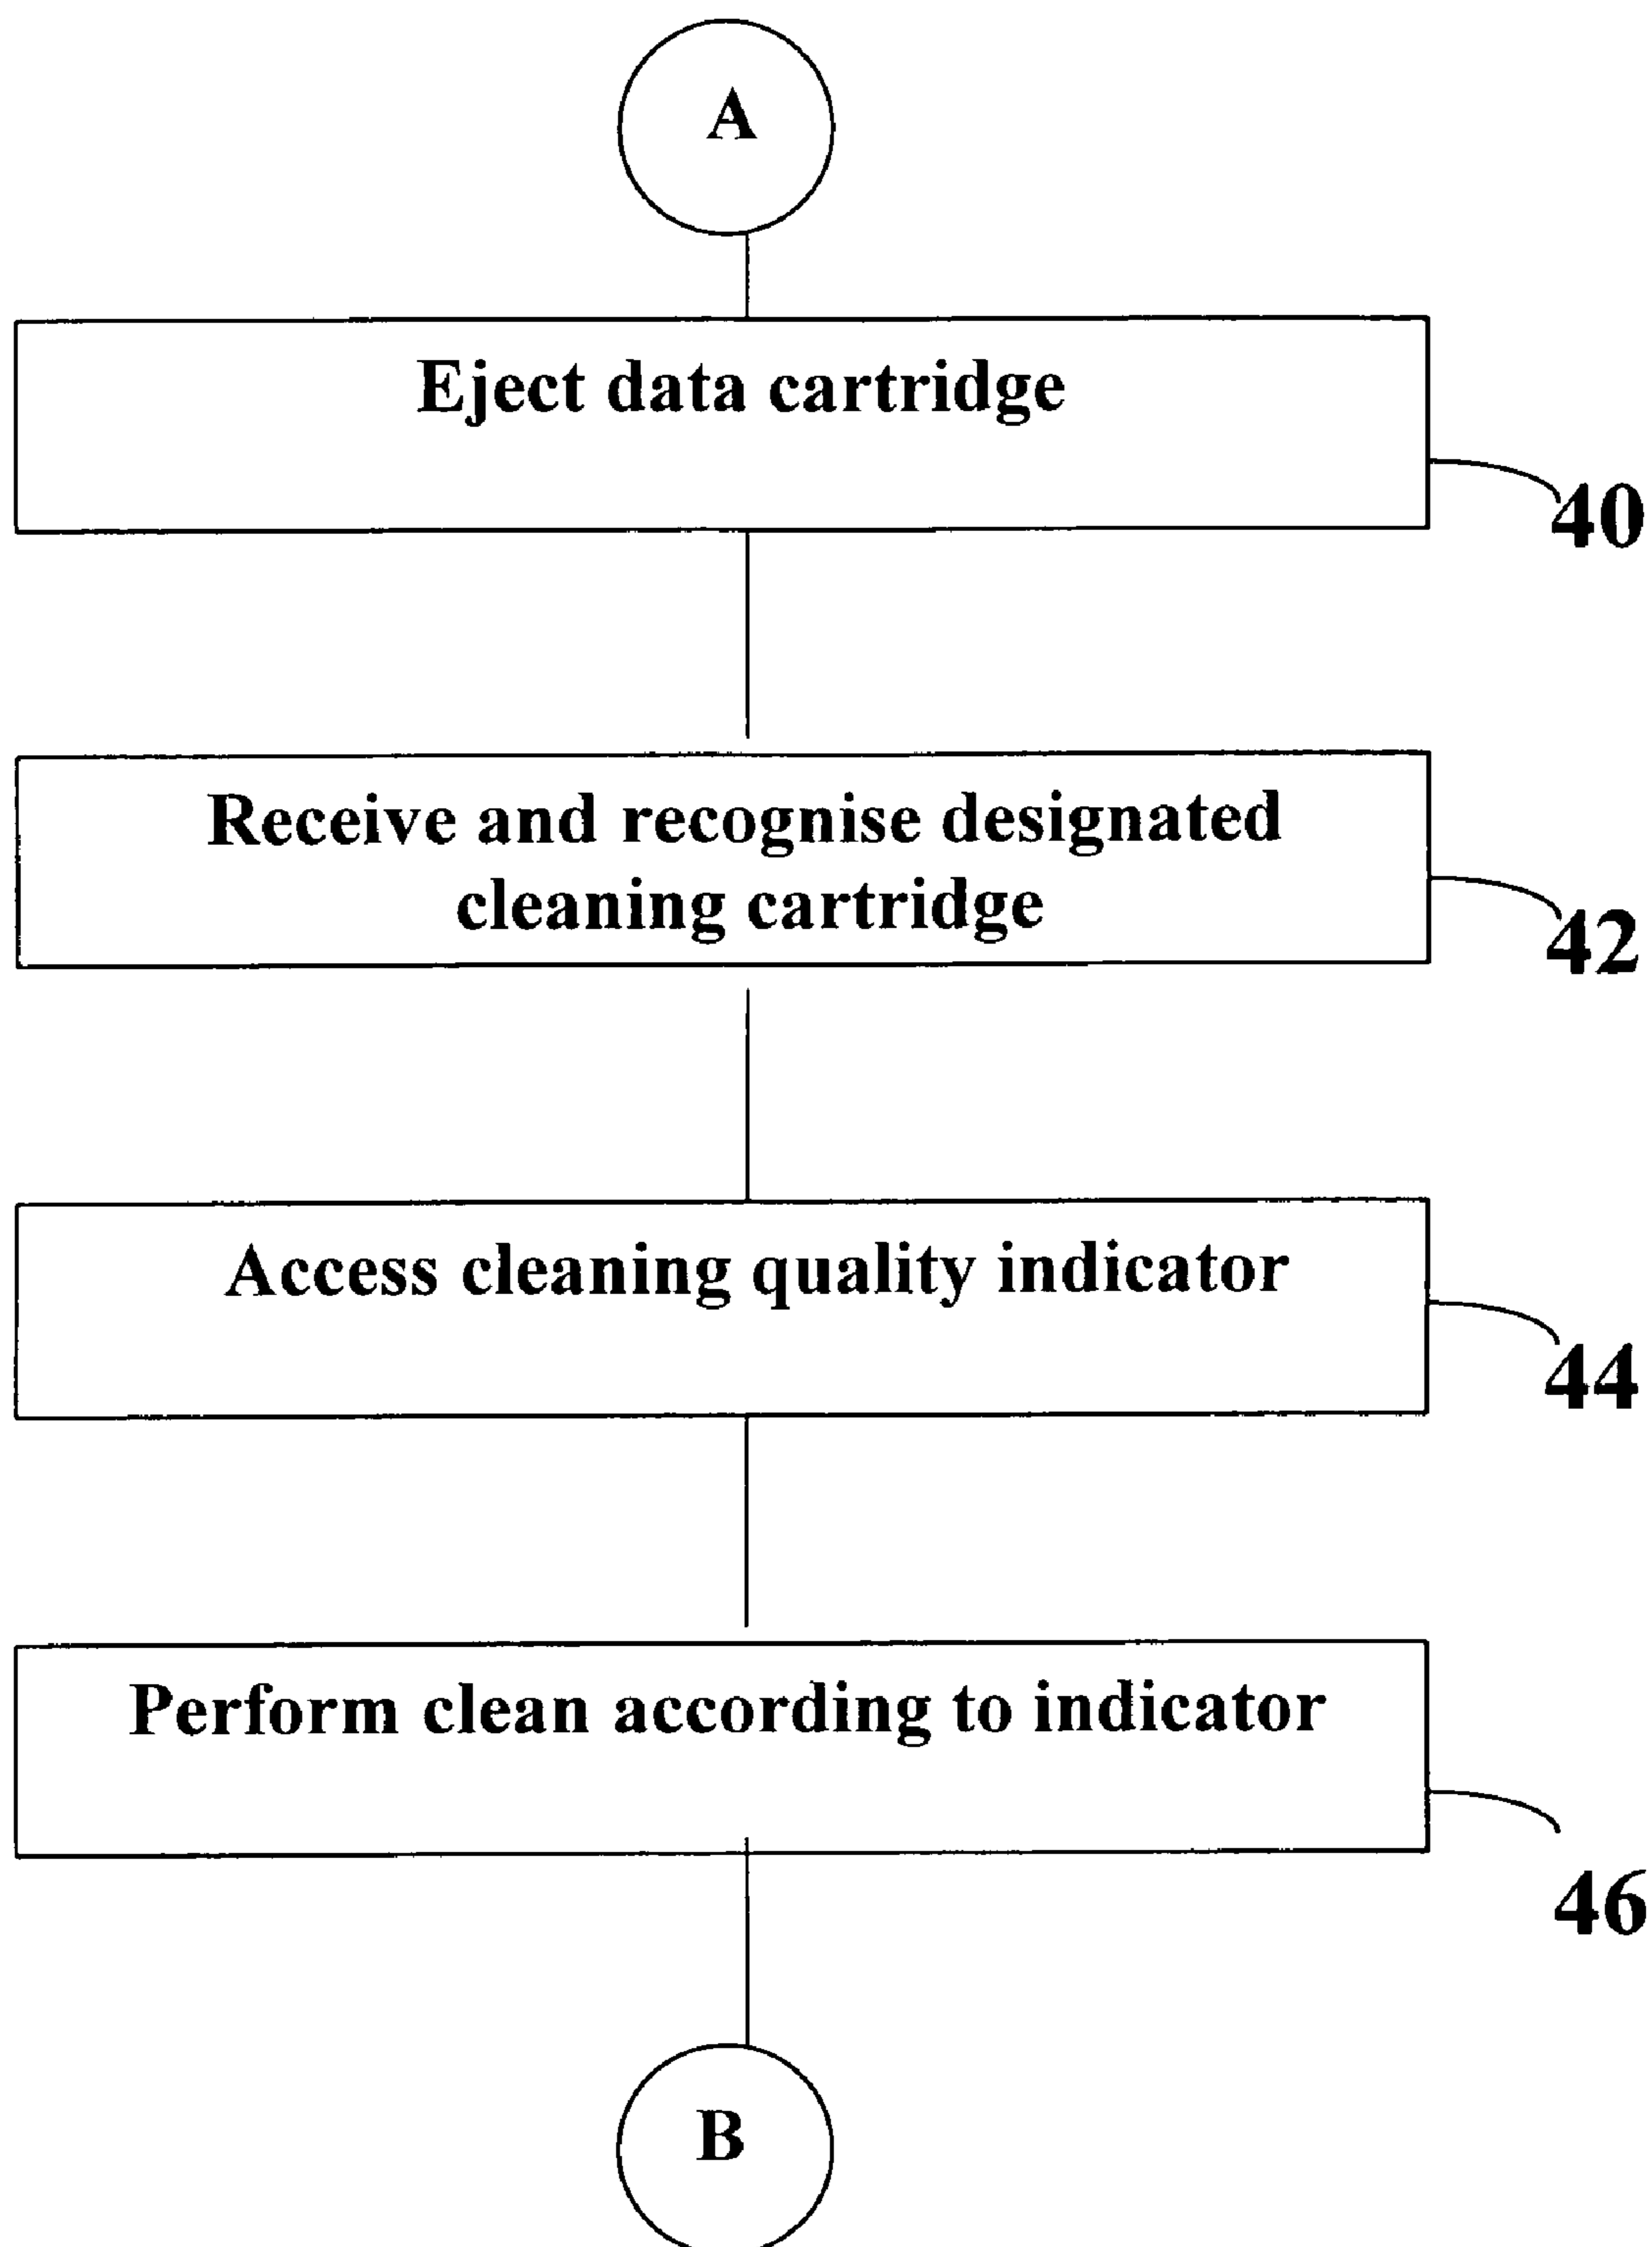 A
Eject data cartridge
40
Receive and recognise designated
cleaning cartridge
42
Access cleaning quality indicator
44
Perform clean according to indicator
46
B